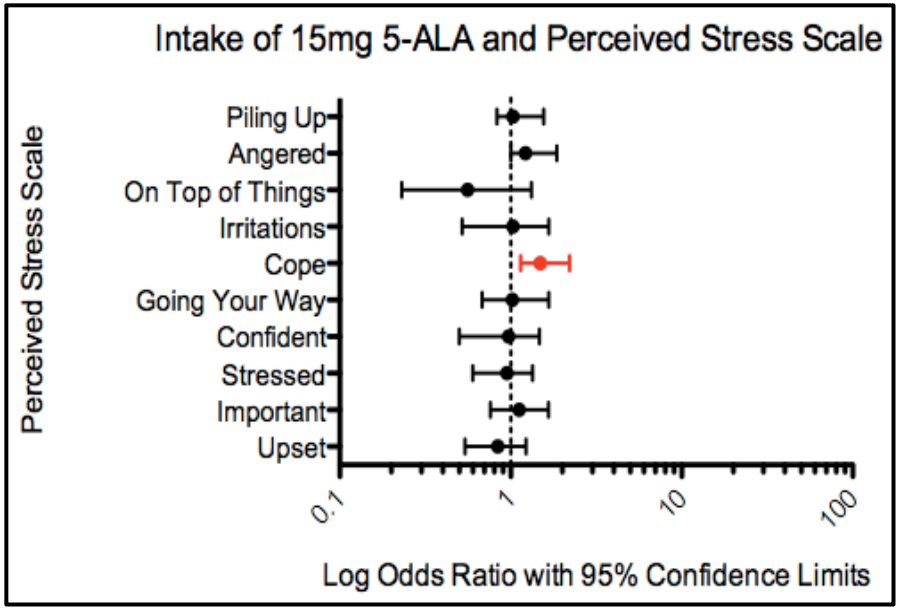 Intake of 15mg 5-ALA and Perceived Stress Scale
Perceived Stress Scale
Piling Up
Angered
On Top of Things
Irritations
Cope
Going Your Way
Confident
Stressed
Important
Upset
0.1
1
10
100
Log Odds Ratio with 95% Confidence Limits